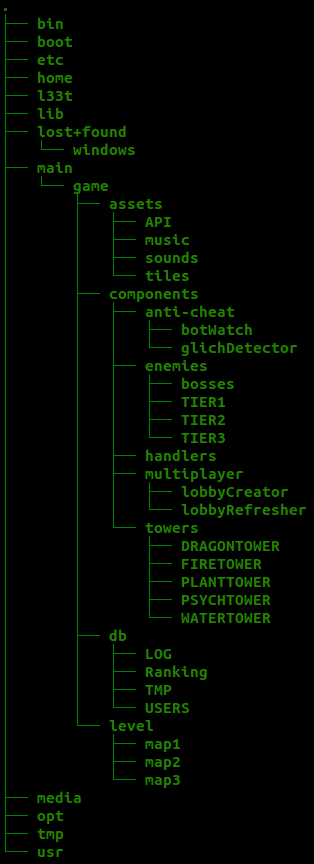 .
├── bin
├── boot
├── etc
├── home
├── l33t
├── lib
├── lost+found
│   └── windows
├── main
│   └── game
│       ├── assets
│       │   ├── API
│       │   ├── music
│       │   ├── sounds
│       │   └── tiles
│       ├── components
│       │   ├── anti-cheat
│       │   │   ├── botWatch
│       │   │   └── glichDetector
│       │   ├── enemies
│       │   │   ├── bosses
│       │   │   ├── TIER1
│       │   │   ├── TIER2
│       │   │   └── TIER3
│       │   ├── handlers
│       │   ├── multiplayer
│       │   │   ├── lobbyCreator
│       │   │   └── lobbyRefresher
│       │   └── towers
│       │       ├── DRAGONTOWER
│       │       ├── FIRETOWER
│       │       ├── PLANTTOWER
│       │       ├── PSYCHTOWER
│       │       └── WATERTOWER
│       ├── db
│       │   ├── LOG
│       │   ├── Ranking
│       │   ├── TMP
│       │   └── USERS
│       └── level
│           ├── map1
│           ├── map2
│           └── map3
├── media
├── opt
├── tmp
└── usr